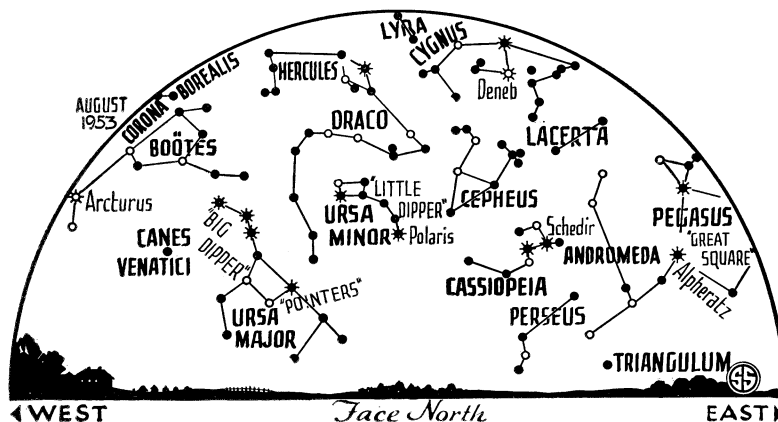 LYRA
CYGNUS
HERCULES
Deneb
AUGUST
1953
CORONA BOREALIS
BOÖTES
DRACO
LACERTA
Arcturus
"LITTLE
DIPPER"
URSA
MINOR
Polaris
CEPHEUS
PEGASUS
"GREAT
SQUARE"
CANES
VENATICI
"BIG
DIPPER"
Schedir
ANDROMEDA
Alpheratz
CASSIOPEIA
"POINTERS"
URSA
MAJOR
PERSEUS
TRIANGULUM
SS
WEST
Face North
EAST